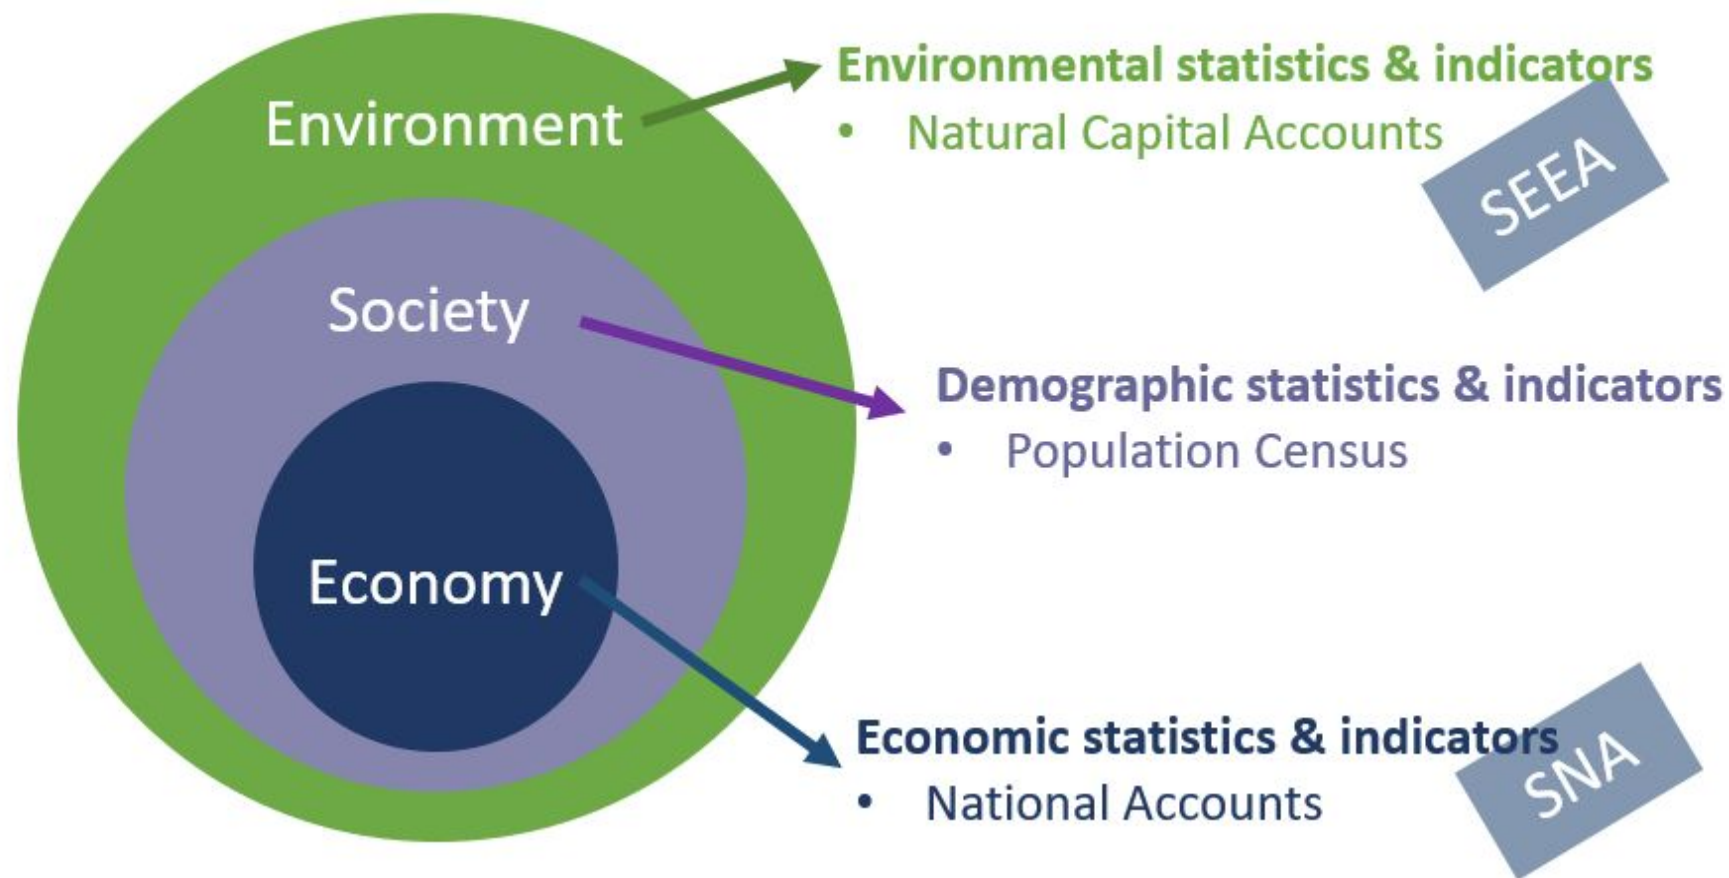 Environment
Environmental statistics & indicators
• Natural Capital Accounts
SEEA
Society
Demographic statistics & indicators
• Population Census
Economy
Economic statistics & indicators
• National Accounts
SNA